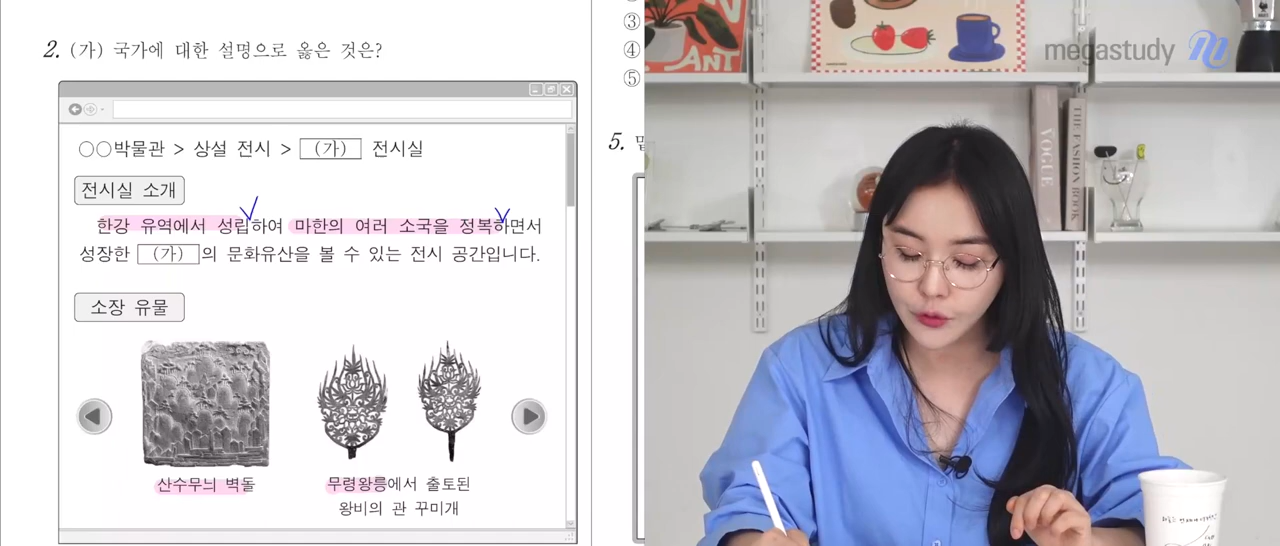 2. (가) 국가에 대한 설명으로 옳은 것은?
○○박물관 > 상설 전시 > (가) 전시실
전시실 소개
한강 유역에서 성립하여 마한의 여러 소국을 정복하면서
성장한 (가)의 문화유산을 볼 수 있는 전시 공간입니다.
소장 유물
산수무늬 벽돌
무령왕릉에서 출토된
왕비의 관 꾸미개
③
④
⑤
5.
ANT
megastudy
VOGUE
THE FASHION BOOK